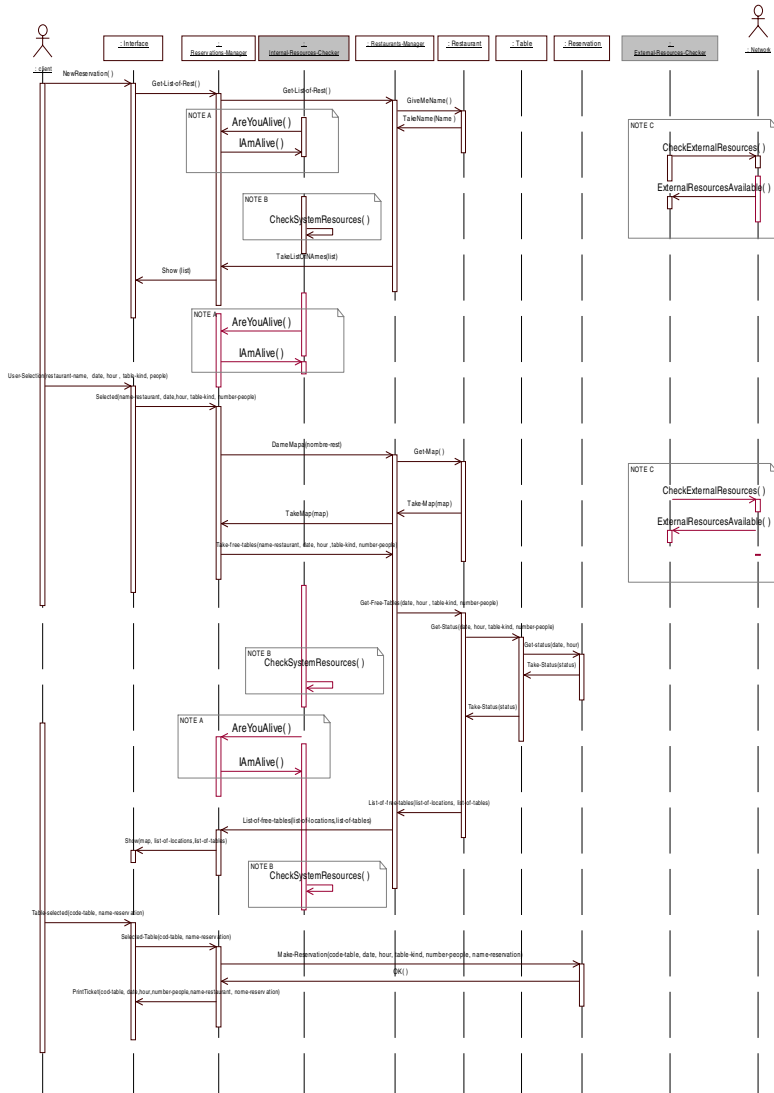 : client
: Interface
:
Reservations-Manager
:
Internal-Resources-Checker
: Restaurants-Manager
: Restaurant
: Table
: Reservation
:
External-Resources-Checker
: Network
NewReservation( )
Get-List-of-Rest()
Get-List-of-Rest()
GiveMeName( )
TakeName(Name )
NOTE A
AreYouAlive( )
IAmAlive( )
NOTE C
CheckExternalResources( )
ExternalResourcesAvailable( )
NOTE B
CheckSystemResources( )
TakeListOfNAmes(list)
Show (list)
NOTE A
AreYouAlive( )
IAmAlive( )
User-Selection(restaurant-name, date, hour , table-kind, people)
Selected(name-restaurant, date,hour, table-kind, number-people)
DameMapa(nombre-rest)
Get-Map( )
NOTE C
CheckExternalResources( )
Take-Map(map)
TakeMap(map)
ExternalResourcesAvailable( )
Take-free-tables(name-restaurant, date, hour ,table-kind, number-people)
Get-Free-Tables(date, hour , table-kind, number-people)
Get-Status(date, hour, table-kind, number-people)
Get-status(date, hour)
NOTE B
CheckSystemResources( )
Take-Status(status)
Take-Status(status)
NOTE A
AreYouAlive( )
IAmAlive( )
List-of-free-tables(list-of-locations, list-of-tables)
List-of-free-tables(list-of-locations,list-of-tables)
Show(map, list-of-locations,list-of-tables)
NOTE B
CheckSystemResources( )
Table-selected(code-table, name-reservation)
Selected-Table(cod-table, name-reservation)
Make-Reservation(code-table, date, hour, table-kind, number-people, name-reservation)
OK( )
PrintTicket(cod-table, date,hour,number-people,name-restaurant, nome-reservation)